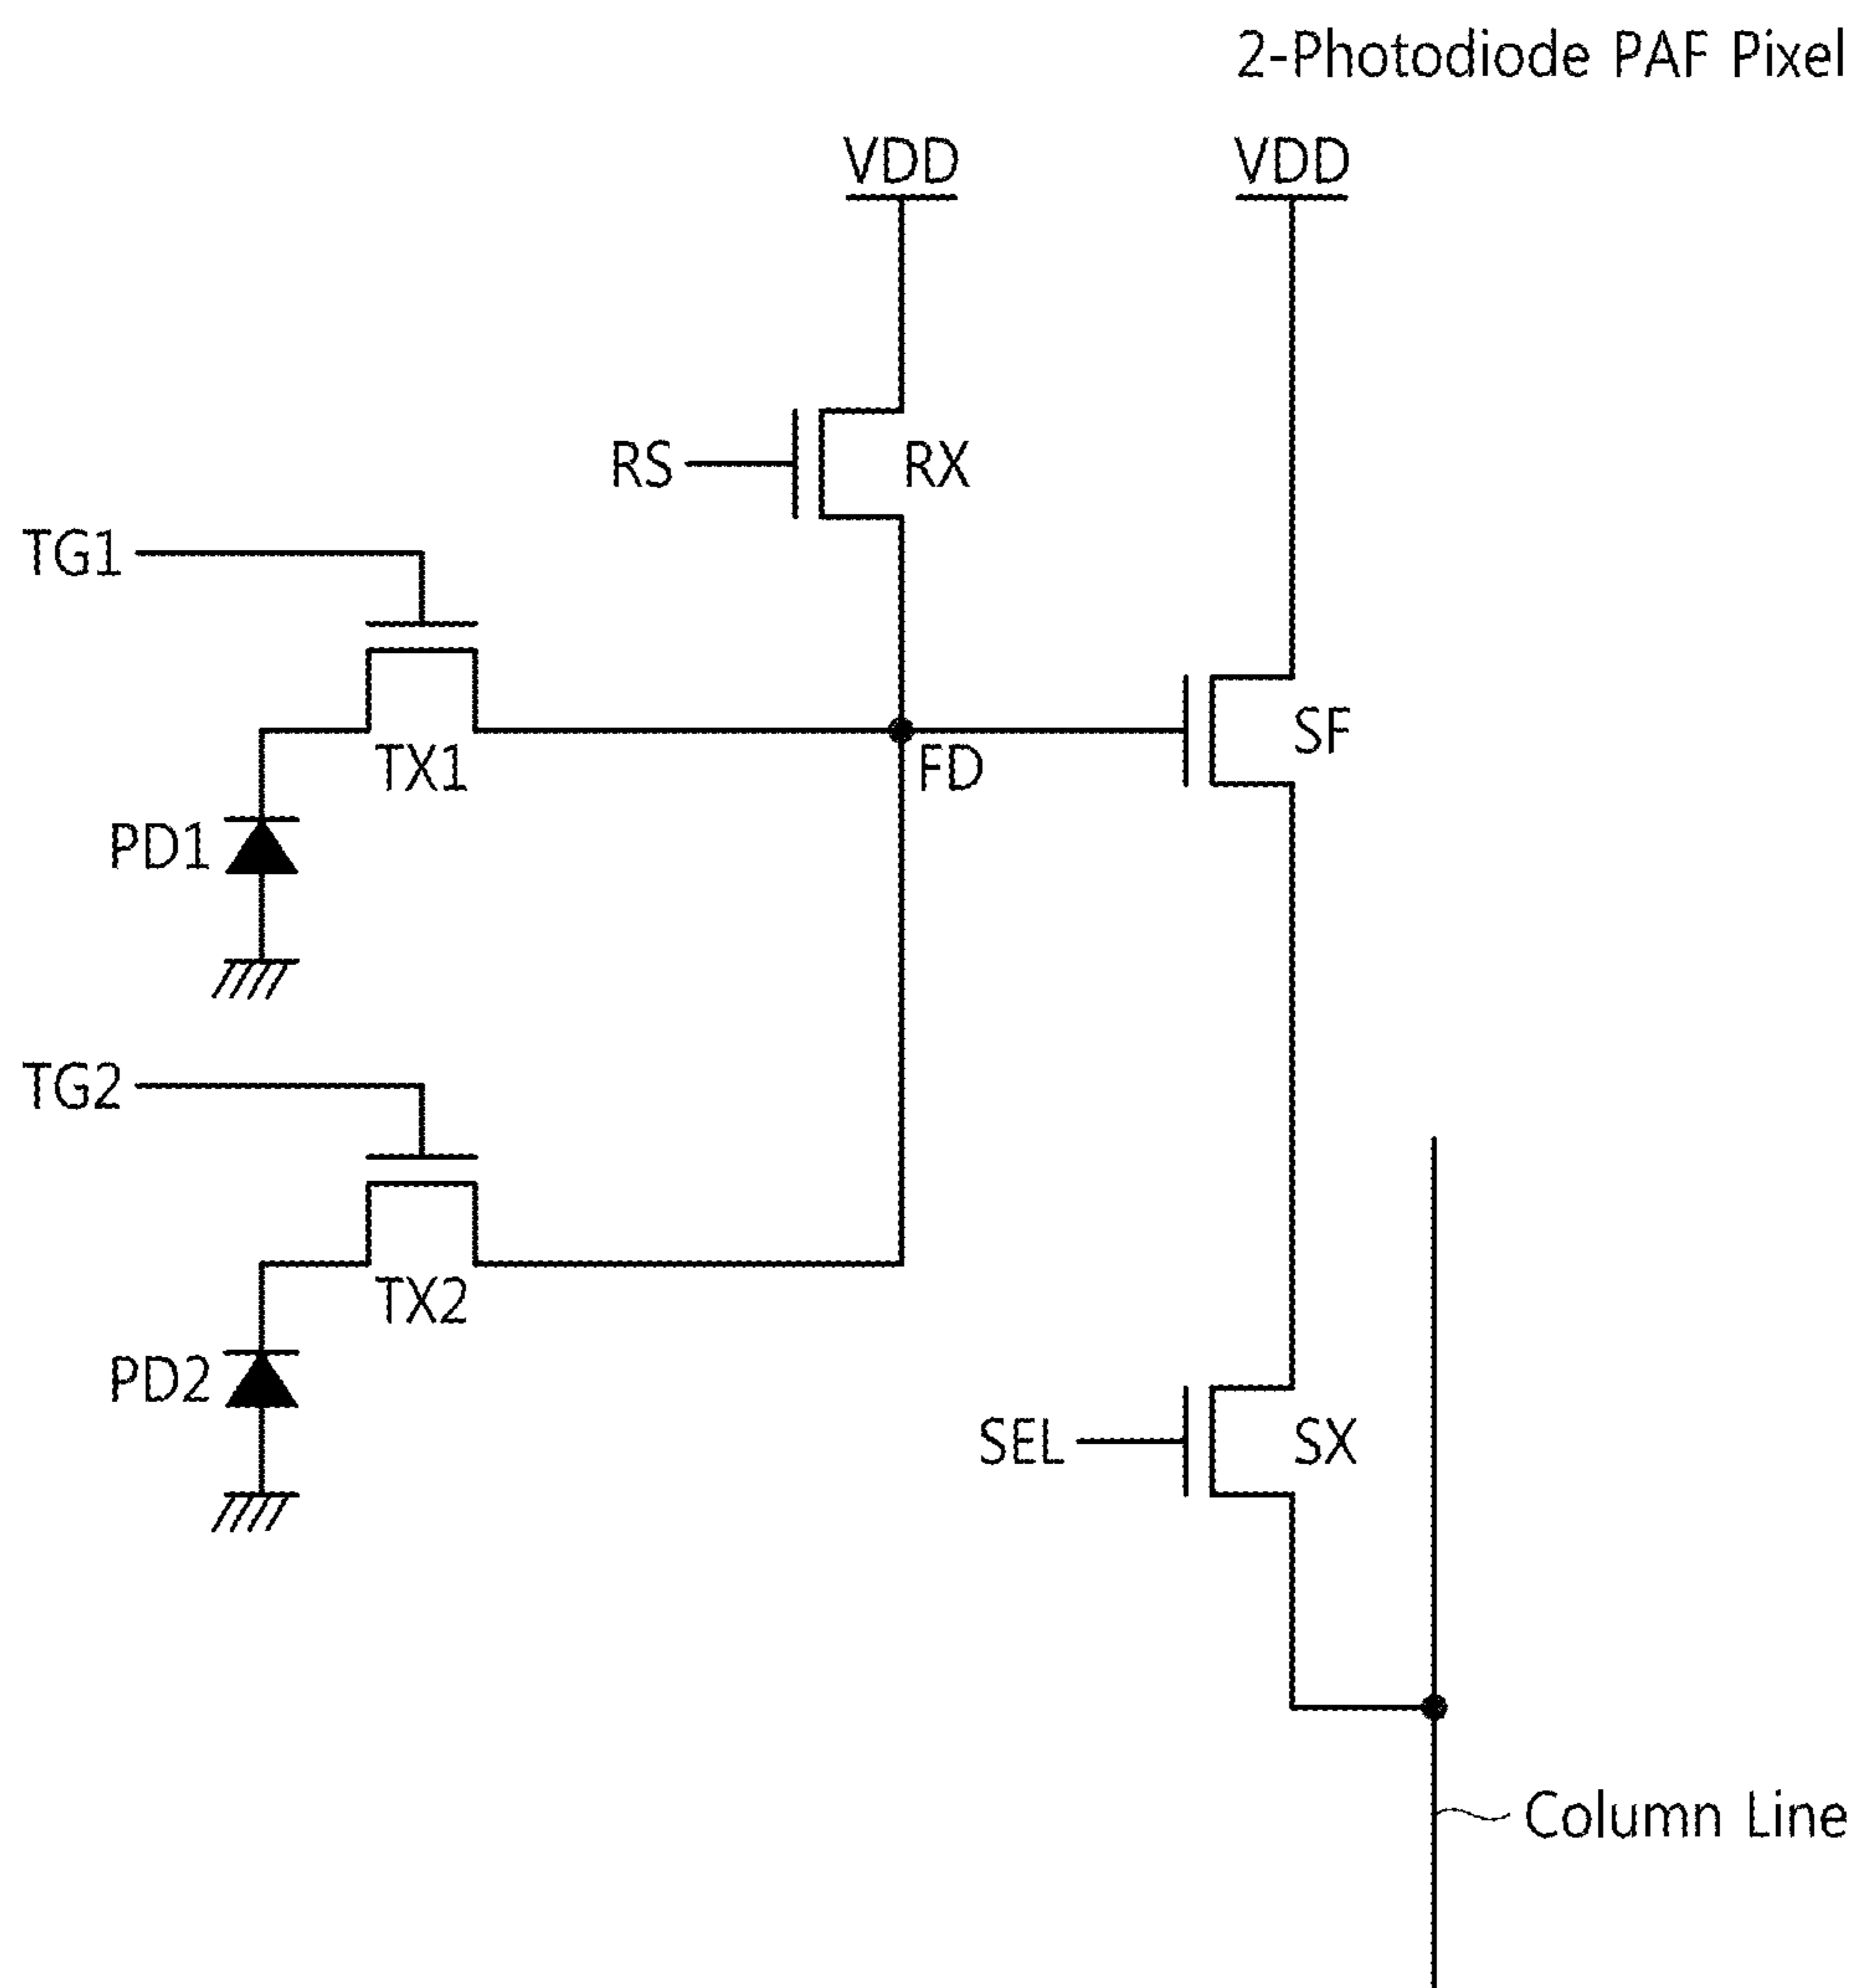 2-Photodiode PAF Pixel
VDD
VDD
RS
RX
TG1
TX1
FD
SF
PD1
TG2
TX2
PD2
SEL
SX
Column Line